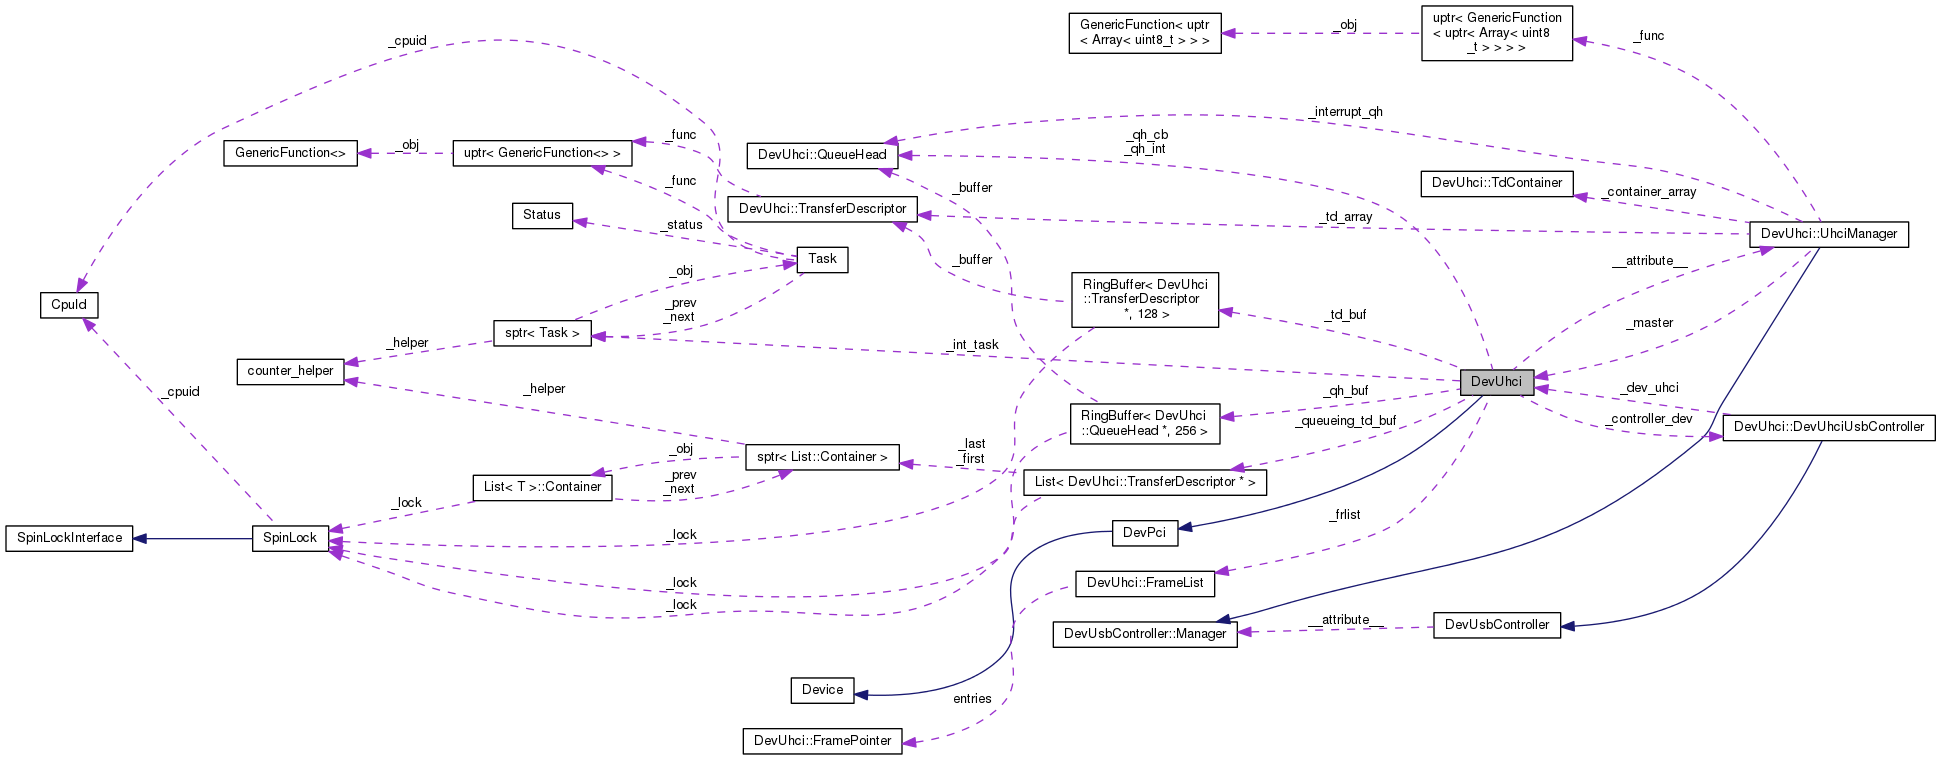 GenericFunction< uptr
< Array< uint8_t > > >
_obj
uptr< GenericFunction
< uptr< Array< uint8
_t > > > >
_func
_cpuid
_interrupt_qh
_func
_qh_cb
_qh_int
GenericFunction<>
_obj
uptr< GenericFunction<> >
DevUhci::QueueHead
_func
_buffer
DevUhci::TdContainer
_container_array
Status
_status
DevUhci::TransferDescriptor
_td_array
DevUhci::UhciManager
Task
_obj
_buffer
__attribute__
CpuId
_prev
_next
RingBuffer< DevUhci
::TransferDescriptor
*, 128 >
_td_buf
_master
sptr< Task >
_helper
_int_task
counter_helper
DevUhci
_cpuid
_helper
_qh_buf
_dev_uhci
RingBuffer< DevUhci
::QueueHead *, 256 >
_queueing_td_buf
_controller_dev
DevUhci::DevUhciUsbController
_obj
sptr< List::Container >
_last
_first
List< T >::Container
_prev
_next
List< DevUhci::TransferDescriptor * >
_lock
_frlist
SpinLockInterface
SpinLock
_lock
DevPci
_lock
DevUhci::FrameList
_lock
DevUsbController::Manager
__attribute__
DevUsbController
Device
entries
DevUhci::FramePointer